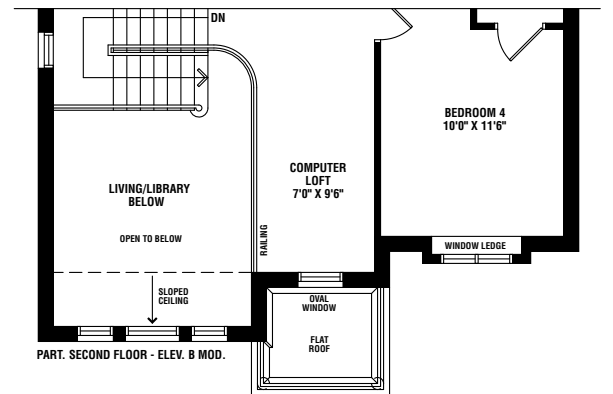 DN
BEDROOM 4
10'0" X 11'6"
COMPUTER
LOFT
7'0" X 9'6"
LIVING/LIBRARY
BELOW
OPEN TO BELOW
RAILING
WINDOW LEDGE
SLOPED
CEILING
OVAL
WINDOW
FLAT
ROOF
PART. SECOND FLOOR - ELEV. B MOD.